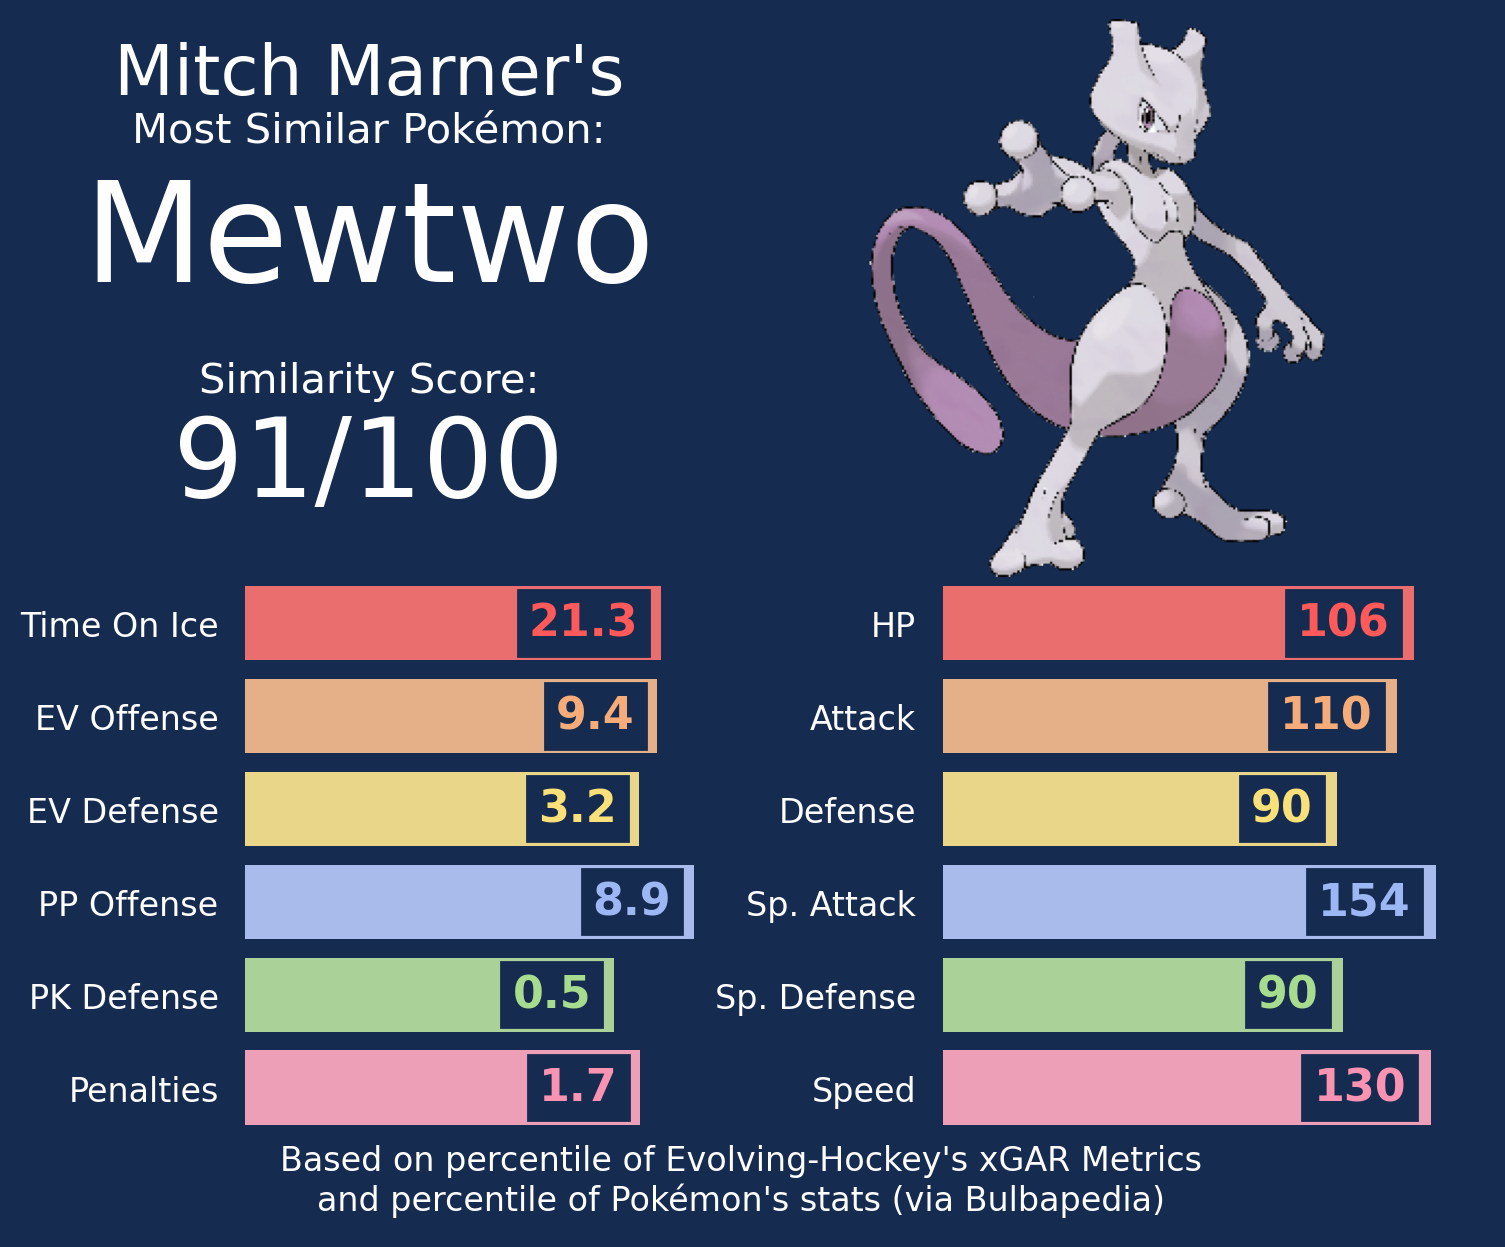 Mitch Marner's
Most Similar Pokémon:
Mewtwo
Similarity Score:
91/100
Time On Ice 21.3
EV Offense 9.4
EV Defense 3.2
PP Offense 8.9
PK Defense 0.5
Penalties 1.7
HP 106
Attack 110
Defense 90
Sp. Attack 154
Sp. Defense 90
Speed 130
Based on percentile of Evolving-Hockey's xGAR Metrics
and percentile of Pokémon's stats (via Bulbapedia)